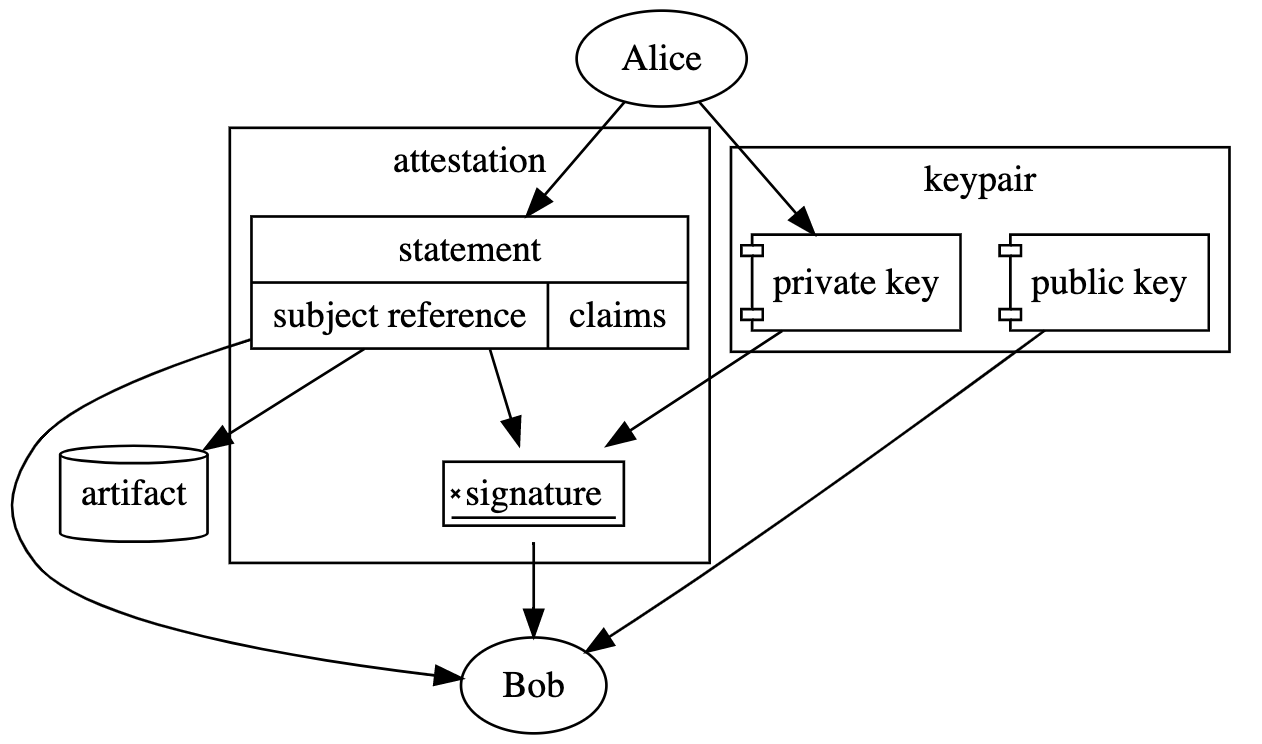 Alice
attestation
keypair
statement
subject reference
claims
private key
public key
artifact
signature
Bob